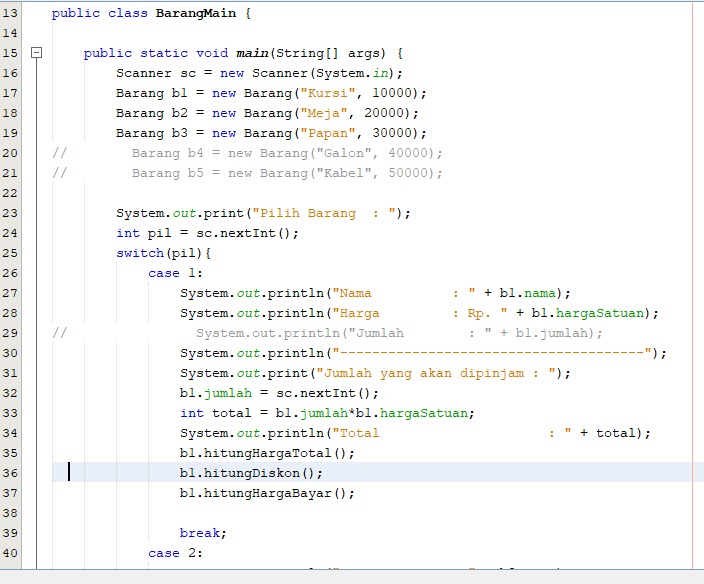 13 public class BarangMain {
14
15 public static void main(String[] args) {
16 Scanner sc = new Scanner(System.in);
17 Barang b1 = new Barang("Kursi", 10000);
18 Barang b2 = new Barang("Meja", 20000);
19 Barang b3 = new Barang("Papan", 30000);
20 // Barang b4 = new Barang("Galon", 40000);
21 // Barang b5 = new Barang("Kabel", 50000);
22
23 System.out.print("Pilih Barang : ");
24 int pil = sc.nextInt();
25 switch(pil){
26 case 1:
27 System.out.println("Nama : " + b1.nama);
28 System.out.println("Harga : Rp. " + b1.hargaSatuan);
29 // System.out.println("Jumlah : " + b1.jumlah);
30 System.out.println("--------------------------------------");
31 System.out.print("Jumlah yang akan dipinjam : ");
32 b1.jumlah = sc.nextInt();
33 int total = b1.jumlah*b1.hargaSatuan;
34 System.out.println("Total : " + total);
35 b1.hitungHargaTotal();
36 b1.hitungDiskon();
37 b1.hitungHargaBayar();
38
39 break;
40 case 2: